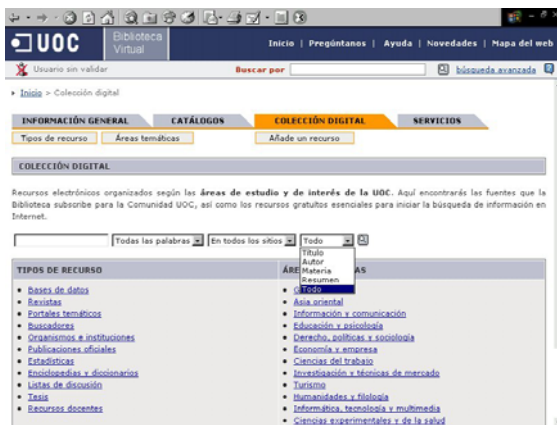 UOC
Biblioteca
Virtual
Inicio | Pregúntanos | Ayuda | Novedades | Mapa del web
Usuario sin validar
Buscar por
búsqueda avanzada
Inicio > Colección digital
INFORMACIÓN GENERAL
CATÁLOGOS
COLECCIÓN DIGITAL
SERVICIOS
Tipos de recurso
Áreas temáticas
Añade un recurso
COLECCIÓN DIGITAL
Recursos electrónicos organizados según las áreas de estudio y de interés de la UOC. Aquí encontrarás las fuentes que la
Biblioteca subscribe para la Comunidad UOC, así como los recursos gratuitos esenciales para iniciar la búsqueda de información en
Internet.
Todas las palabras
En todos los sitios
Todo
Título
Autor
Materia
Resumen
Todo
TIPOS DE RECURSO
Bases de datos
Revistas
Portales temáticos
Buscadores
Organismos e instituciones
Publicaciones oficiales
Estadísticas
Enciclopedias y diccionarios
Listas de discusión
Tesis
Recursos docentes
Asia oriental
Información y comunicación
Educación y psicología
Derecho, políticas y sociología
Economía y empresa
Ciencias del trabajo
Investigación y técnicas de mercado
Turismo
Humanidades y filología
Informática, tecnología y multimedia
Ciencias experimentales y de la salud